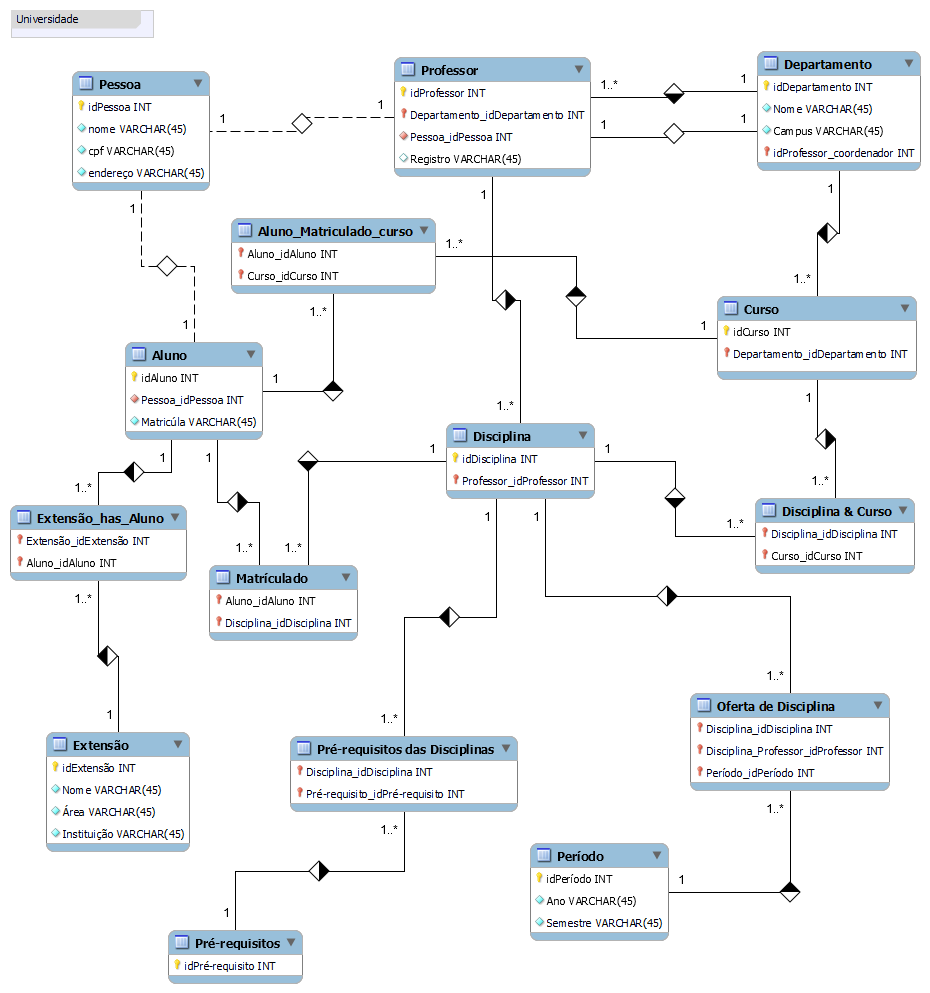 Universidade
Pessoa
idPessoa INT
nome VARCHAR(45)
cpf VARCHAR(45)
endereço VARCHAR(45)
1
1
Professor
idProfessor INT
Departamento_idDepartamento INT
Pessoa_idPessoa INT
Registro VARCHAR(45)
1..*
1
1
1
Departamento
idDepartamento INT
Nome VARCHAR(45)
Campus VARCHAR(45)
idProfessor_coordenador INT
1
1
1
1..*
Aluno_Matriculado_curso
Aluno_idAluno INT
Curso_idCurso INT
1..*
1..*
1
Curso
idCurso INT
Departamento_idDepartamento INT
1
1
Aluno
idAluno INT
Pessoa_idPessoa INT
Matricúla VARCHAR(45)
1
1..*
1
1
1
Disciplina
idDisciplina INT
Professor_idProfessor INT
1
1..*
1..*
Disciplina & Curso
Disciplina_idDisciplina INT
Curso_idCurso INT
1..*
Extensão_has_Aluno
Extensão_idExtensão INT
Aluno_idAluno INT
1..*
1..*
1..*
Matrículado
Aluno_idAluno INT
Disciplina_idDisciplina INT
1
1
1
Extensão
idExtensão INT
Nome VARCHAR(45)
Área VARCHAR(45)
Instituição VARCHAR(45)
1..*
Pré-requisitos das Disciplinas
Disciplina_idDisciplina INT
Pré-requisito_idPré-requisito INT
1..*
1..*
Oferta de Disciplina
Disciplina_idDisciplina INT
Disciplina_Professor_idProfessor INT
Período_idPeríodo INT
1..*
Período
idPeríodo INT
Ano VARCHAR(45)
Semestre VARCHAR(45)
1
1
Pré-requisitos
idPré-requisito INT